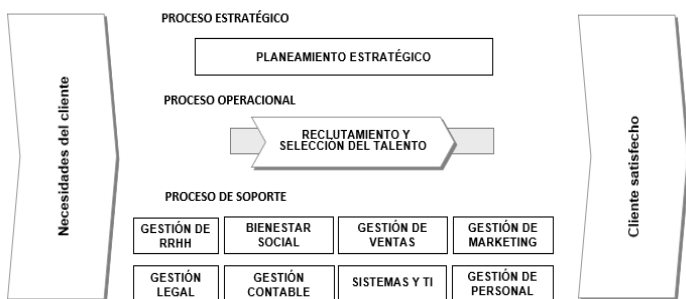 PROCESO ESTRATÉGICO
PLANEAMIENTO ESTRATÉGICO
PROCESO OPERACIONAL
RECLUTAMIENTO Y
SELECCIÓN DEL TALENTO
PROCESO DE SOPORTE
GESTIÓN DE
RRHH
BIENESTAR
SOCIAL
GESTIÓN DE
VENTAS
GESTIÓN DE
MARKETING
GESTIÓN
LEGAL
GESTIÓN
CONTABLE
SISTEMAS Y TI
GESTIÓN DE
PERSONAL
Necesidades del cliente
Cliente satisfecho